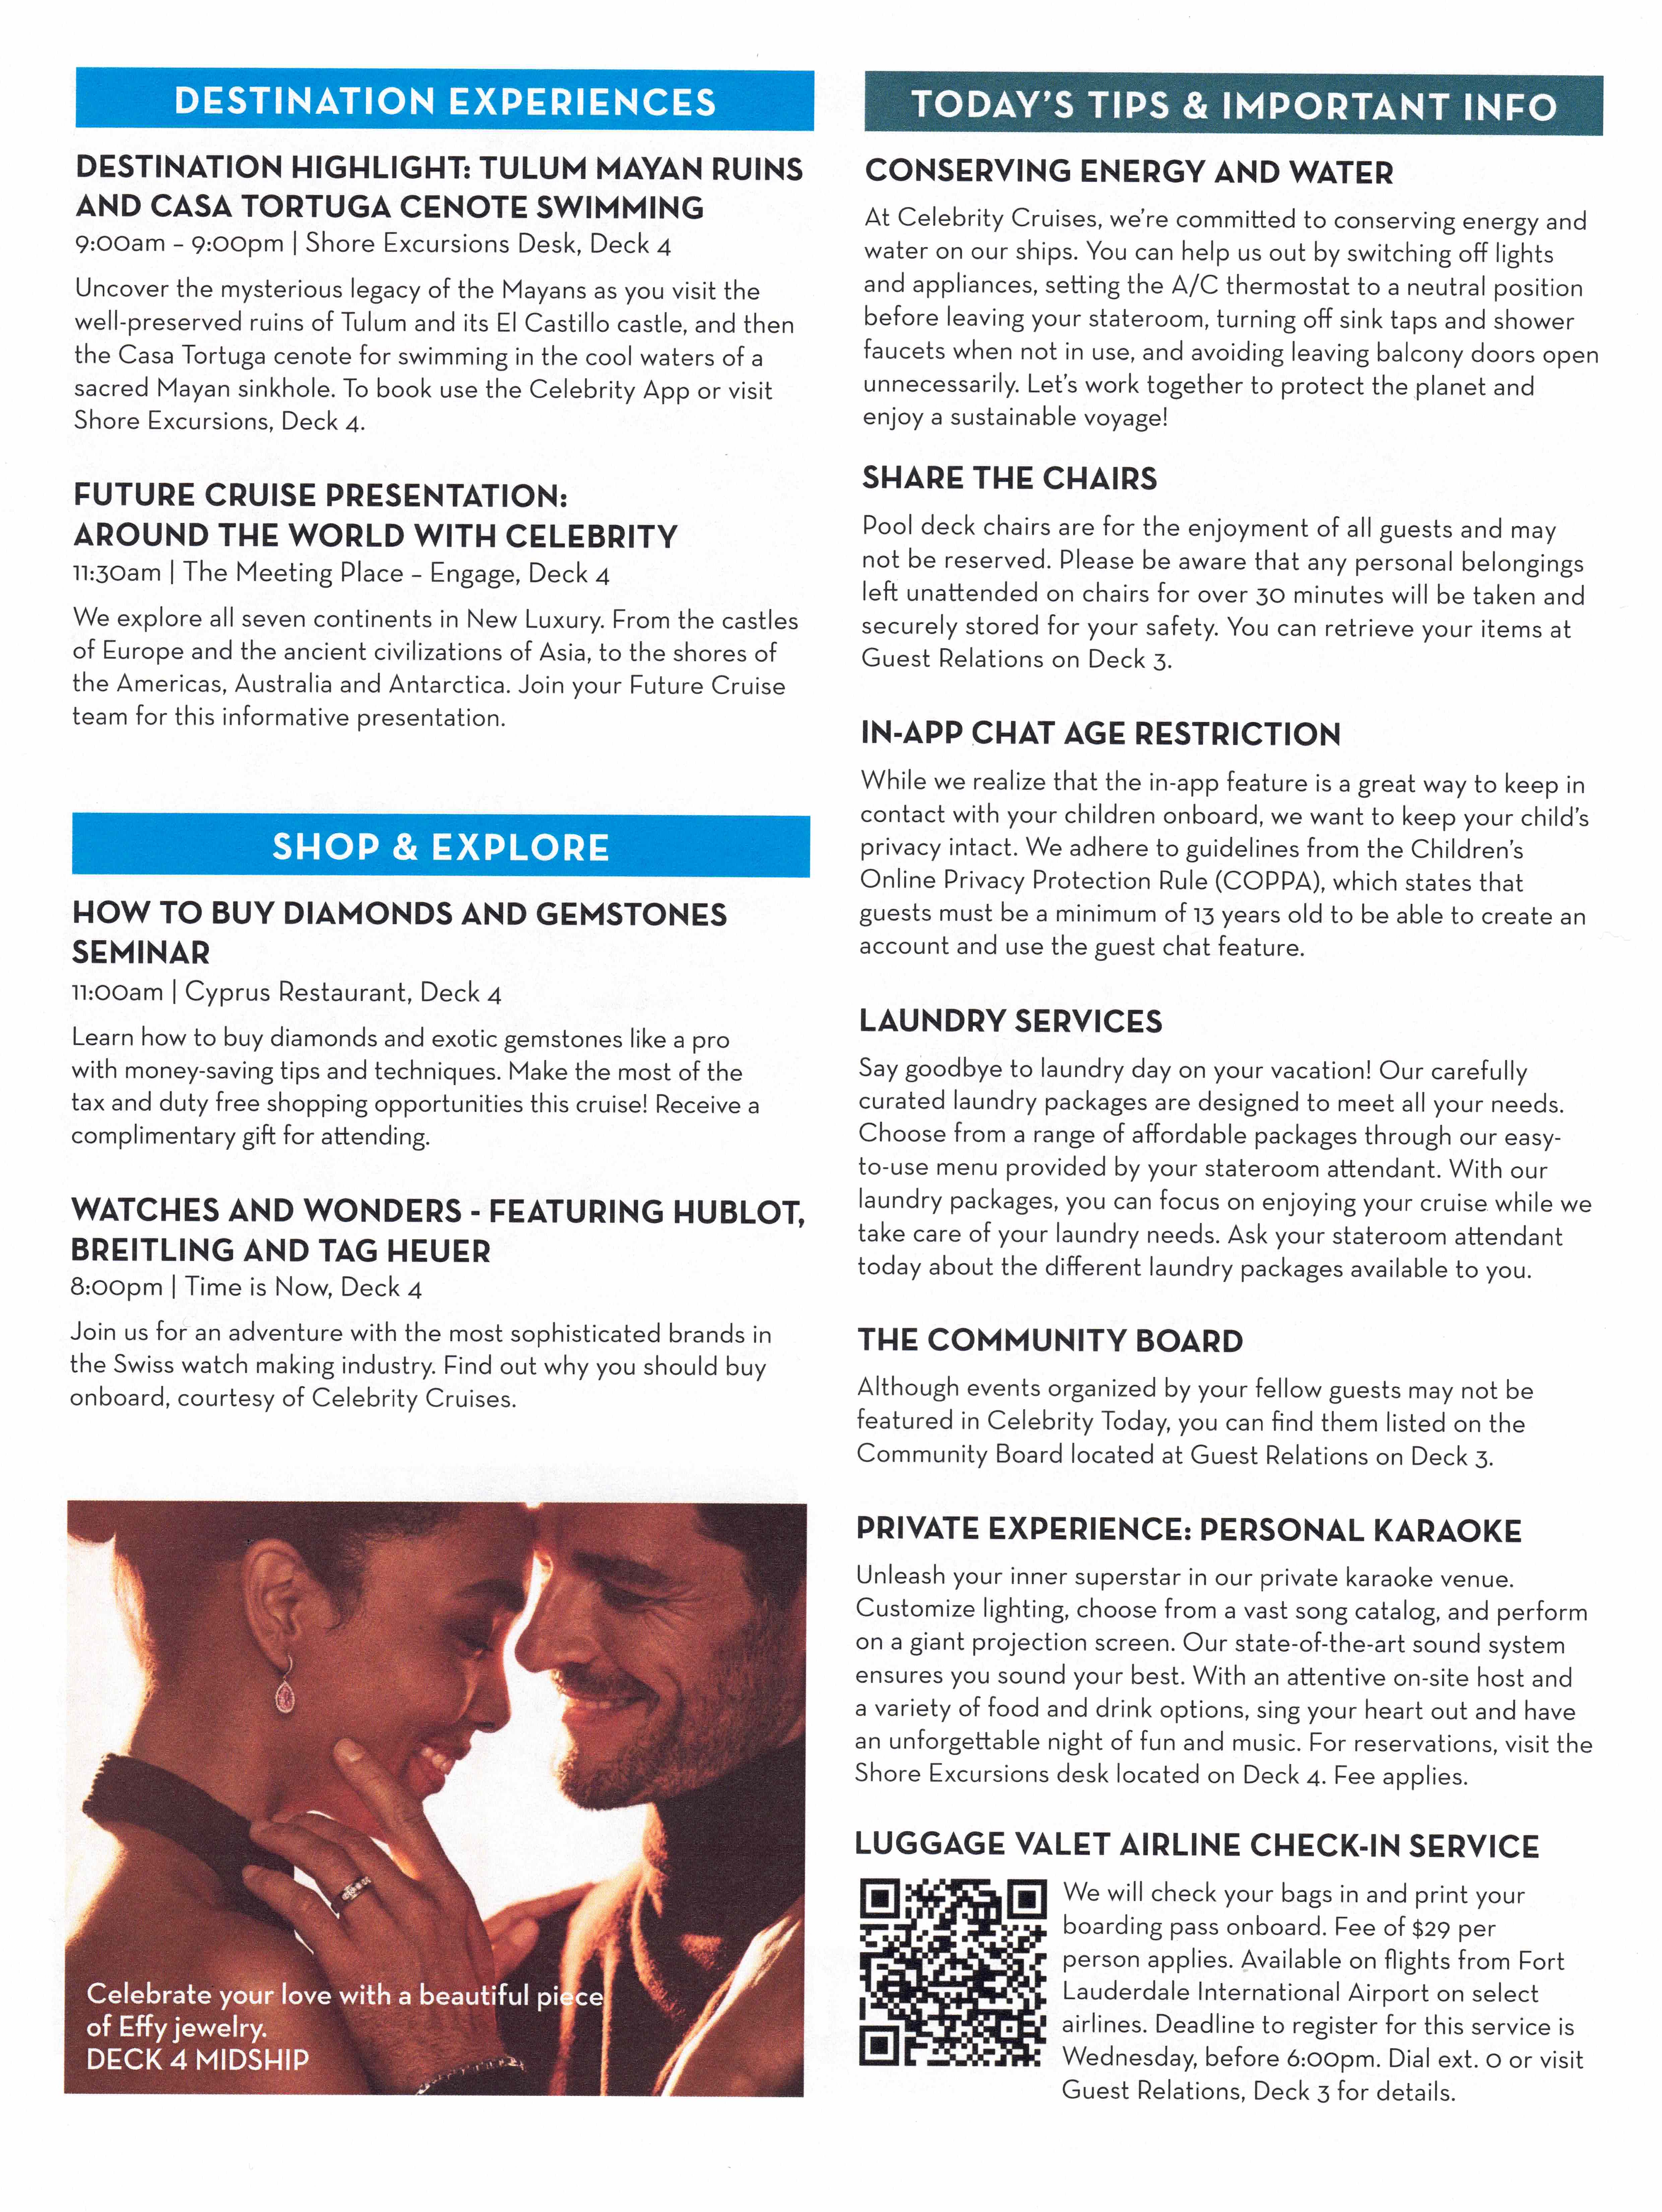 DESTINATION EXPERIENCES
DESTINATION HIGHLIGHT: TULUM MAYAN RUINS
AND CASA TORTUGA CENOTE SWIMMING
9:00am – 9:00pm | Shore Excursions Desk, Deck 4
Uncover the mysterious legacy of the Mayans as you visit the
well-preserved ruins of Tulum and its El Castillo castle, and then
the Casa Tortuga cenote for swimming in the cool waters of a
sacred Mayan sinkhole. To book use the Celebrity App or visit
Shore Excursions, Deck 4.
FUTURE CRUISE PRESENTATION:
AROUND THE WORLD WITH CELEBRITY
11:30am | The Meeting Place – Engage, Deck 4
We explore all seven continents in New Luxury. From the castles
of Europe and the ancient civilizations of Asia, to the shores of
the Americas, Australia and Antarctica. Join your Future Cruise
team for this informative presentation.
SHOP & EXPLORE
HOW TO BUY DIAMONDS AND GEMSTONES
SEMINAR
11:00am | Cyprus Restaurant, Deck 4
Learn how to buy diamonds and exotic gemstones like a pro
with money-saving tips and techniques. Make the most of the
tax and duty free shopping opportunities this cruise! Receive a
complimentary gift for attending.
WATCHES AND WONDERS - FEATURING HUBLOT,
BREITLING AND TAG HEUER
8:00pm | Time is Now, Deck 4
Join us for an adventure with the most sophisticated brands in
the Swiss watch making industry. Find out why you should buy
onboard, courtesy of Celebrity Cruises.
Celebrate your love with a beautiful piece
of Effy jewelry.
DECK 4 MIDSHIP
TODAY'S TIPS & IMPORTANT INFO
CONSERVING ENERGY AND WATER
At Celebrity Cruises, we're committed to conserving energy and
water on our ships. You can help us out by switching off lights
and appliances, setting the A/C thermostat to a neutral position
before leaving your stateroom, turning off sink taps and shower
faucets when not in use, and avoiding leaving balcony doors open
unnecessarily. Let's work together to protect the planet and
enjoy a sustainable voyage!
SHARE THE CHAIRS
Pool deck chairs are for the enjoyment of all guests and may
not be reserved. Please be aware that any personal belongings
left unattended on chairs for over 30 minutes will be taken and
securely stored for your safety. You can retrieve your items at
Guest Relations on Deck 3.
IN-APP CHAT AGE RESTRICTION
While we realize that the in-app feature is a great way to keep in
contact with your children onboard, we want to keep your child's
privacy intact. We adhere to guidelines from the Children's
Online Privacy Protection Rule (COPPA), which states that
guests must be a minimum of 13 years old to be able to create an
account and use the guest chat feature.
LAUNDRY SERVICES
Say goodbye to laundry day on your vacation! Our carefully
curated laundry packages are designed to meet all your needs.
Choose from a range of affordable packages through our easy-
to-use menu provided by your stateroom attendant. With our
laundry packages, you can focus on enjoying your cruise while we
take care of your laundry needs. Ask your stateroom attendant
today about the different laundry packages available to you.
THE COMMUNITY BOARD
Although events organized by your fellow guests may not be
featured in Celebrity Today, you can find them listed on the
Community Board located at Guest Relations on Deck 3.
PRIVATE EXPERIENCE: PERSONAL KARAOKE
Unleash your inner superstar in our private karaoke venue.
Customize lighting, choose from a vast song catalog, and perform
on a giant projection screen. Our state-of-the-art sound system
ensures you sound your best. With an attentive on-site host and
a variety of food and drink options, sing your heart out and have
an unforgettable night of fun and music. For reservations, visit the
Shore Excursions desk located on Deck 4. Fee applies.
LUGGAGE VALET AIRLINE CHECK-IN SERVICE
We will check your bags in and print your
boarding pass onboard. Fee of $29 per
person applies. Available on flights from Fort
Lauderdale International Airport on select
airlines. Deadline to register for this service is
Wednesday, before 6:00pm. Dial ext. 0 or visit
Guest Relations, Deck 3 for details.